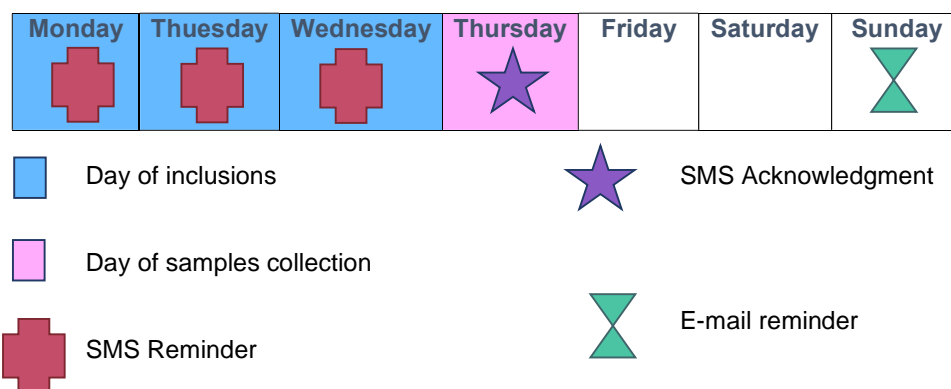 Monday Thuesday Wednesday Thursday Friday Saturday Sunday
Day of inclusions
SMS Acknowledgment
Day of samples collection
E-mail reminder
SMS Reminder